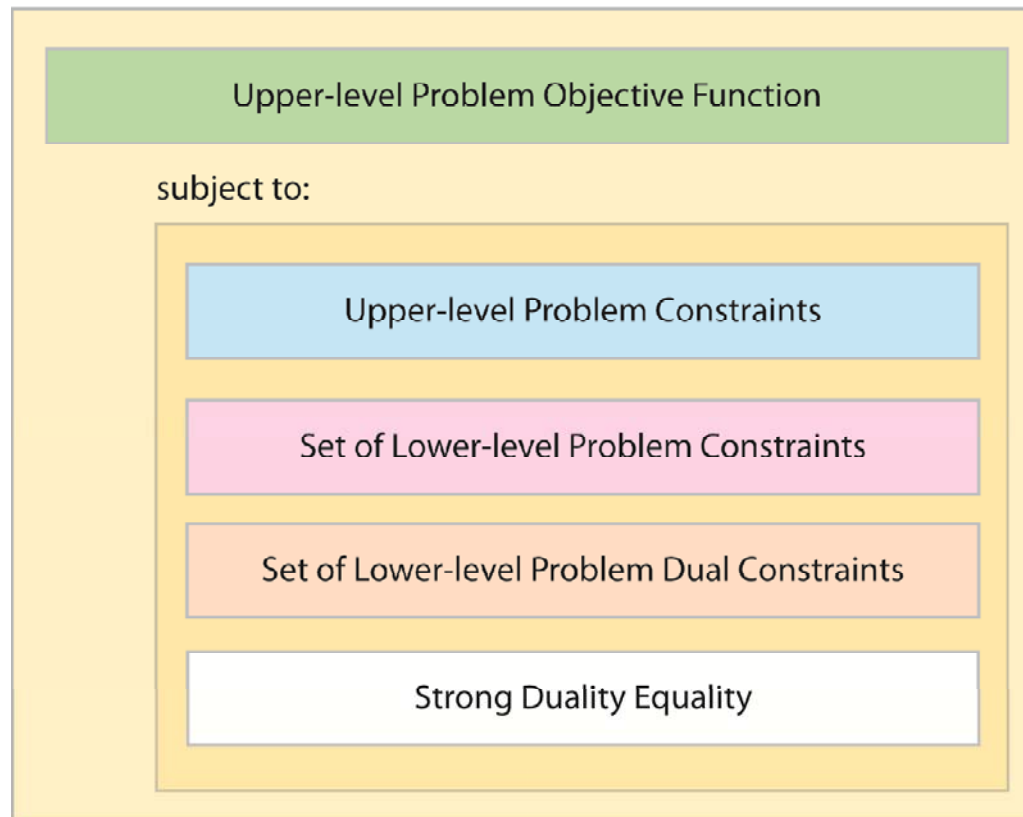 Upper-level Problem Objective Function
subject to:
Upper-level Problem Constraints
Set of Lower-level Problem Constraints
Set of Lower-level Problem Dual Constraints
Strong Duality Equality